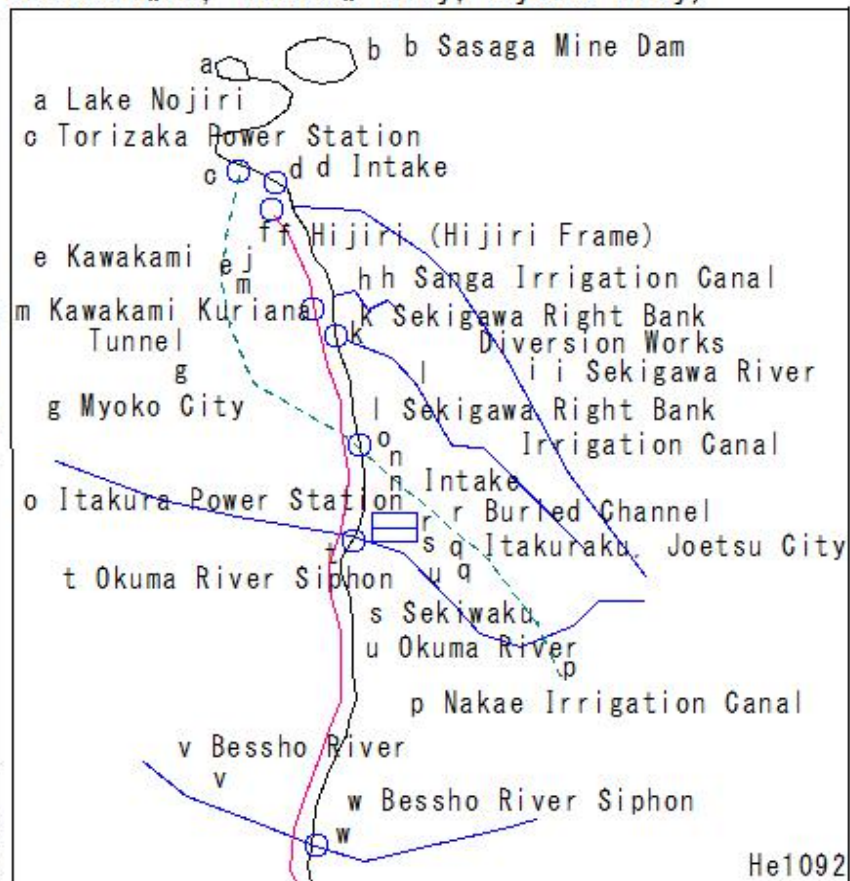 a
b b Sasaga Mine Dam
a Lake Nojiri
c Torizaka Power Station
c
d d Intake
f f Hijiri (Hijiri Frame)
e Kawakami e j
m
h h Sanga Irrigation Canal
m Kawakami Kuriana
Tunnel
k k Sekigawa Right Bank
Diversion Works
g
l
i i Sekigawa River
g Myoko City
l Sekigawa Right Bank
Irrigation Canal
o
n
n Intake
o Itakura Power Station
r r Buried Channel
s q Itakuraku, Joetsu City
t
u q
t Okuma River Siphon
s Sekiwaku
u Okuma River
p
p Nakae Irrigation Canal
v Bessho River
v
w Bessho River Siphon
w
He1092